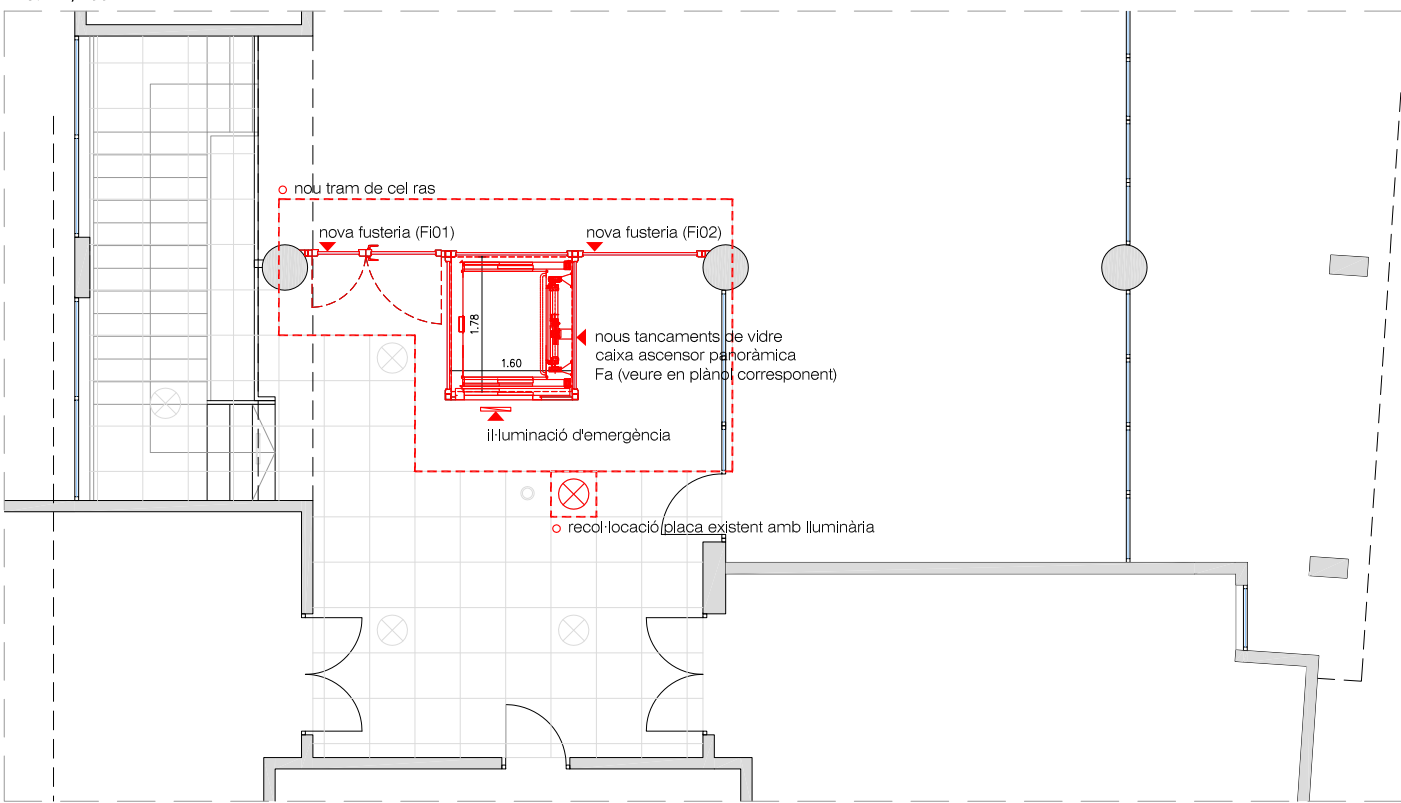 nou tram de cel ras
nova fusteria (Fi01)
nova fusteria (Fi02)
1.78
1.60
nous tancaments de vidre
caixa ascensor panoràmica
Fa (veure en plànol corresponent)
il·luminació d'emergència
recol·locació placa existent amb lluminària